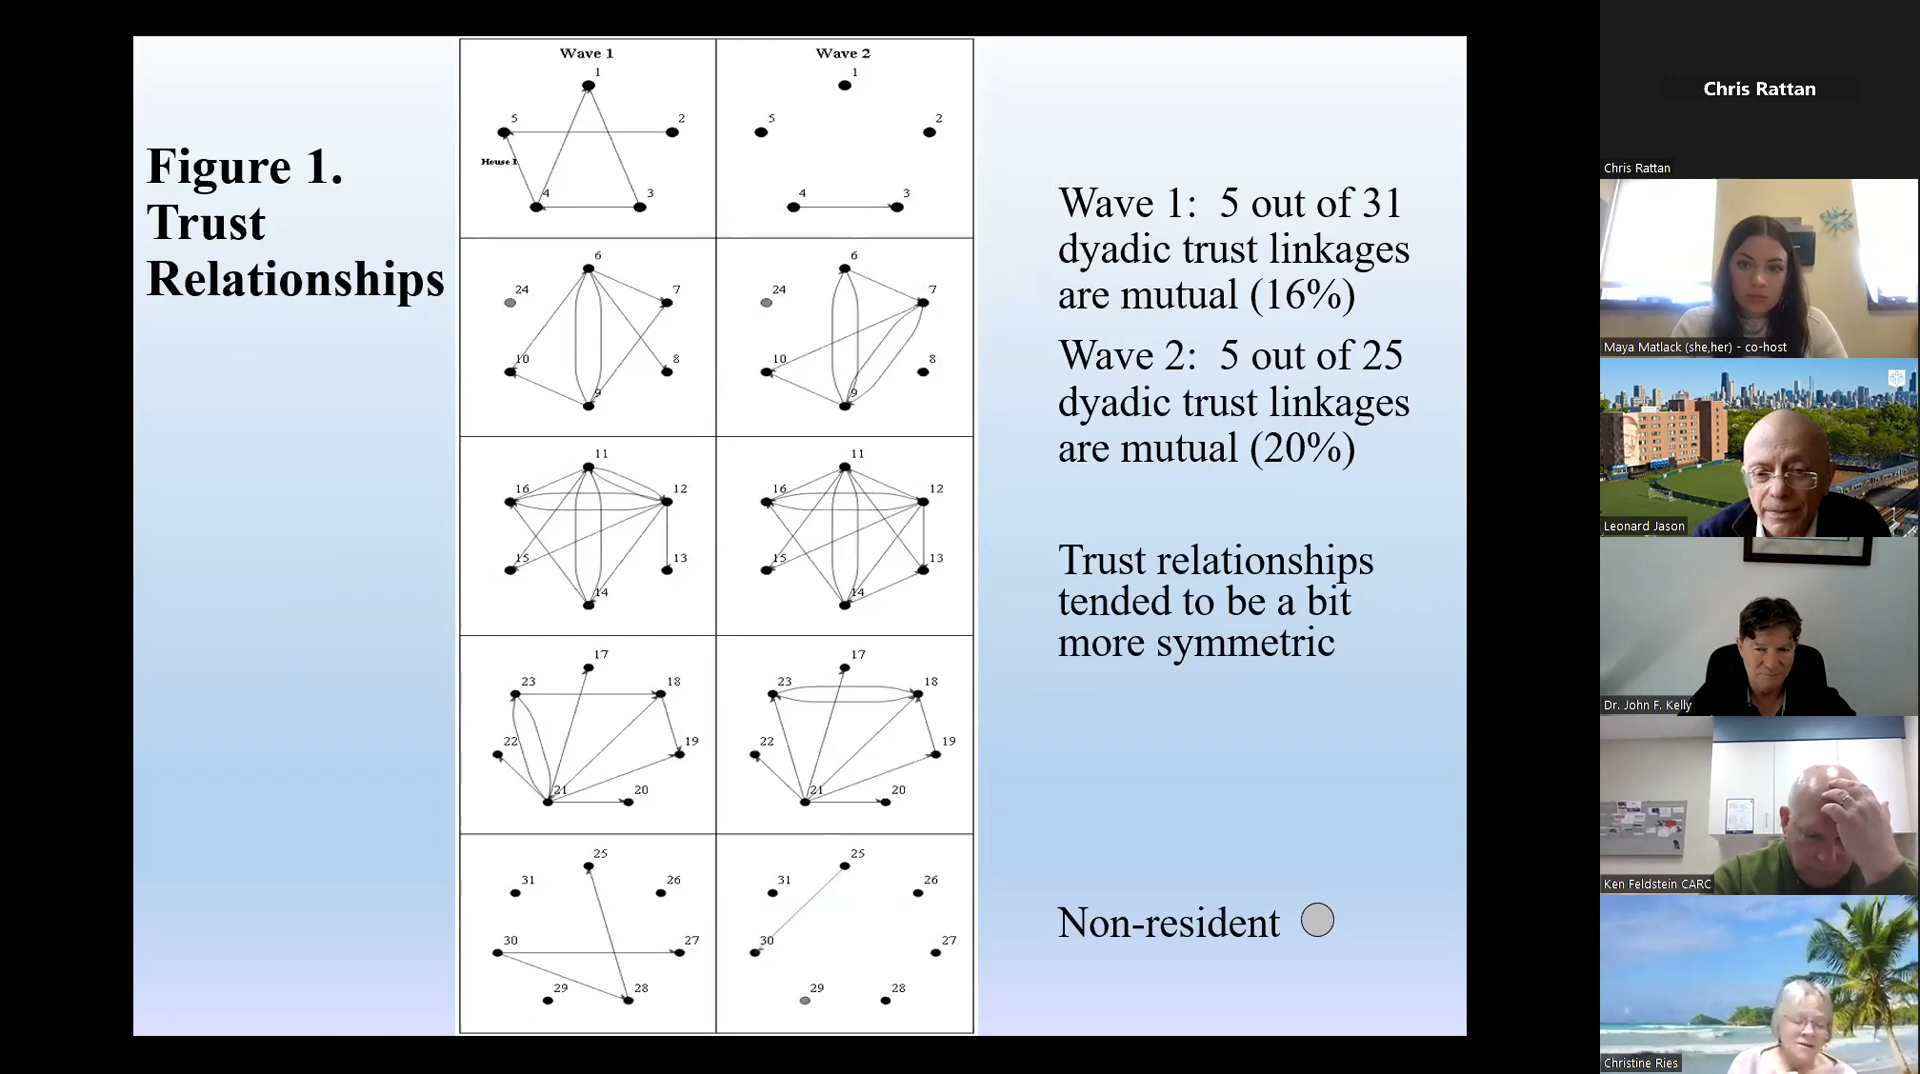 Figure 1.
Trust
Relationships
Wave 1
Wave 2
1
5
2
House 1
4
3
1
5
2
4
3
6
24
7
10
8
9
6
24
7
10
8
9
11
16
12
15
13
14
11
16
12
15
13
14
17
23
18
22
19
21
20
17
23
18
22
19
21
20
25
31
26
30
27
29
28
25
31
26
30
27
29
28
Wave 1: 5 out of 31
dyadic trust linkages
are mutual (16%)
Wave 2: 5 out of 25
dyadic trust linkages
are mutual (20%)
Trust relationships
tended to be a bit
more symmetric
Non-resident
Chris Rattan
Chris Rattan
Maya Matlack (she,her) - co-host
Leonard Jason
Dr. John F. Kelly
Ken Feldstein CARC
Christine Ries